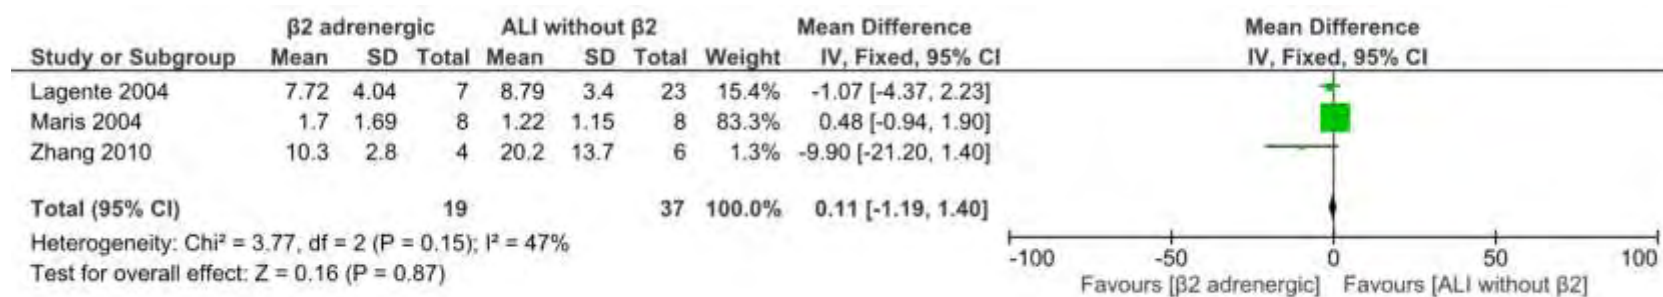 β2 adrenergic ALI without β2 Mean Difference Mean Difference
Study or Subgroup Mean SD Total Mean SD Total Weight IV, Fixed, 95% CI IV, Fixed, 95% CI
Lagente 2004 7.72 4.04 7 8.79 3.4 23 15.4% -1.07 [-4.37, 2.23]
Maris 2004 1.7 1.69 8 1.22 1.15 8 83.3% 0.48 [-0.94, 1.90]
Zhang 2010 10.3 2.8 4 20.2 13.7 6 1.3% -9.90 [-21.20, 1.40]
Total (95% CI) 19 37 100.0% 0.11 [-1.19, 1.40]
Heterogeneity: Chi² = 3.77, df = 2 (P = 0.15); I² = 47%
Test for overall effect: Z = 0.16 (P = 0.87)
-100 -50 0 50 100
Favours [β2 adrenergic] Favours [ALI without β2]